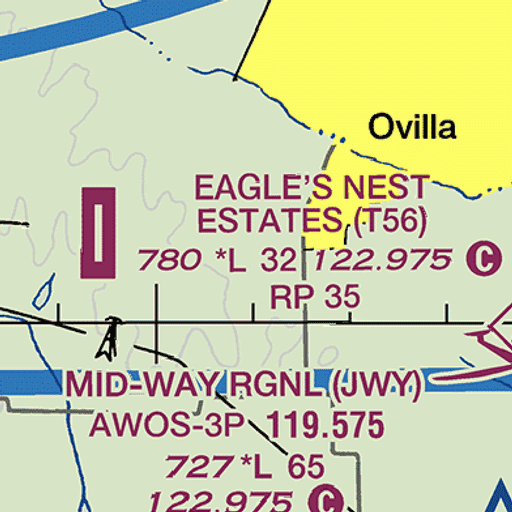 Ovilla
EAGLE'S NEST
ESTATES (T56)
780 *L 32 122.975 C
RP 35
MID-WAY RGNL (JWY)
AWOS-3P 119.575
727 *L 65
122.975 C